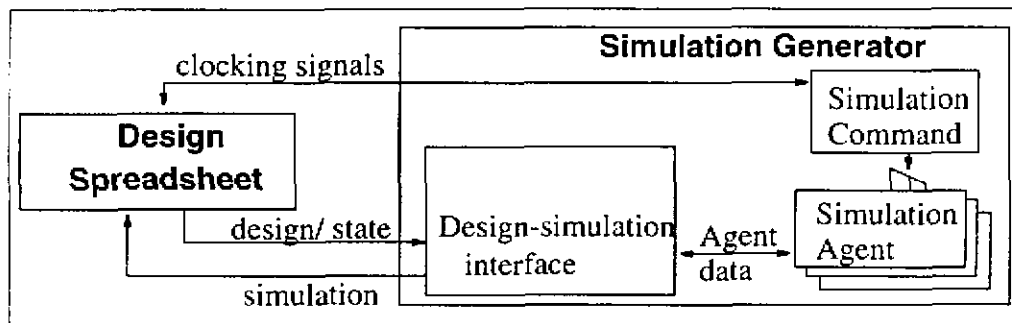 Simulation Generator
clocking signals
Simulation
Command
Design
Spreadsheet
design/ state
Design-simulation
interface
Agent
data
Simulation
Agent
simulation